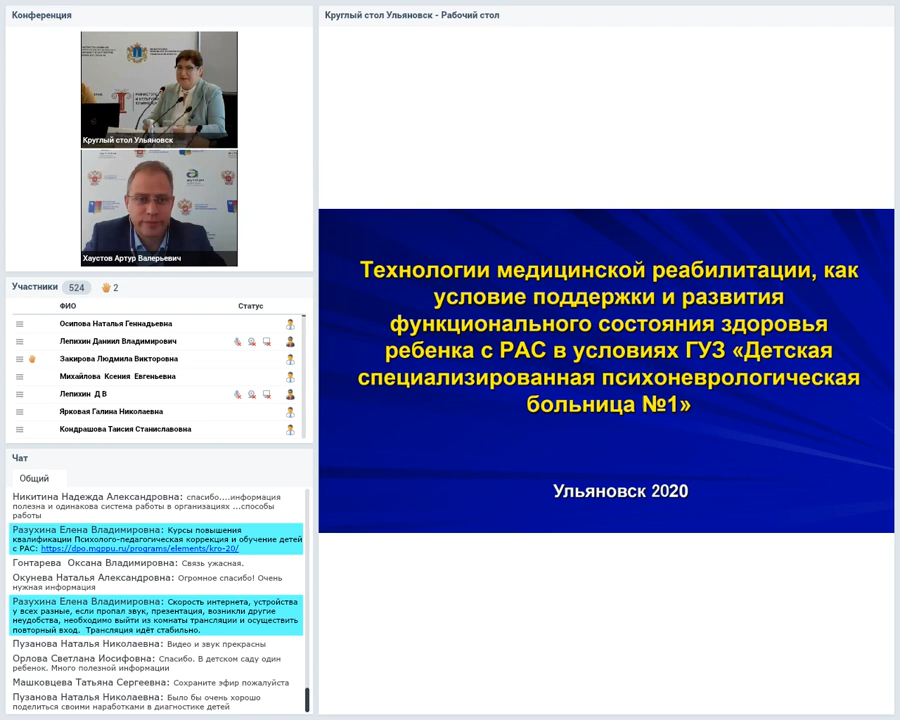 Конференция
Круглый стол Ульяновск
Хаустов Артур Валерьевич
Участники 524 2
ФИО Статус
Осипова Наталья Геннадьевна
Лепихин Даниил Владимирович
Закирова Людмила Викторовна
Михайлова Ксения Евгеньевна
Лепихин Д В
Ярковая Галина Николаевна
Кондрашова Таисия Станиславовна
Чат
Общий
Никитина Надежда Александровна: спасибо....информация
полезна и одинакова система работы в организациях ...способы
работы
Разухина Елена Владимировна: Курсы повышения
квалификации Психолого-педагогическая коррекция и обучение детей
с РАС: https://dpo.mgppu.ru/programs/elements/kro-20/
Гонтарева Оксана Владимировна: Связь ужасная.
Окунева Наталья Александровна: Огромное спасибо! Очень
нужная информация
Разухина Елена Владимировна: Скорость интернета, устройства
у всех разные, если пропал звук, презентация, возникли другие
неудобства, необходимо выйти из комнаты трансляции и осуществить
повторный вход. Трансляция идёт стабильно.
Пузанова Наталья Николаевна: Видео и звук прекрасны
Орлова Светлана Иосифовна: Спасибо. В детском саду один
ребенок. Много полезной информации
Машковцева Татьяна Сергеевна: Сохраните эфир пожалуйста
Пузанова Наталья Николаевна: Было бы очень хорошо
поделиться своими наработками в диагностике детей
Круглый стол Ульяновск - Рабочий стол
Технологии медицинской реабилитации, как
условие поддержки и развития
функционального состояния здоровья
ребенка с РАС в условиях ГУЗ «Детская
специализированная психоневрологическая
больница №1»
Ульяновск 2020